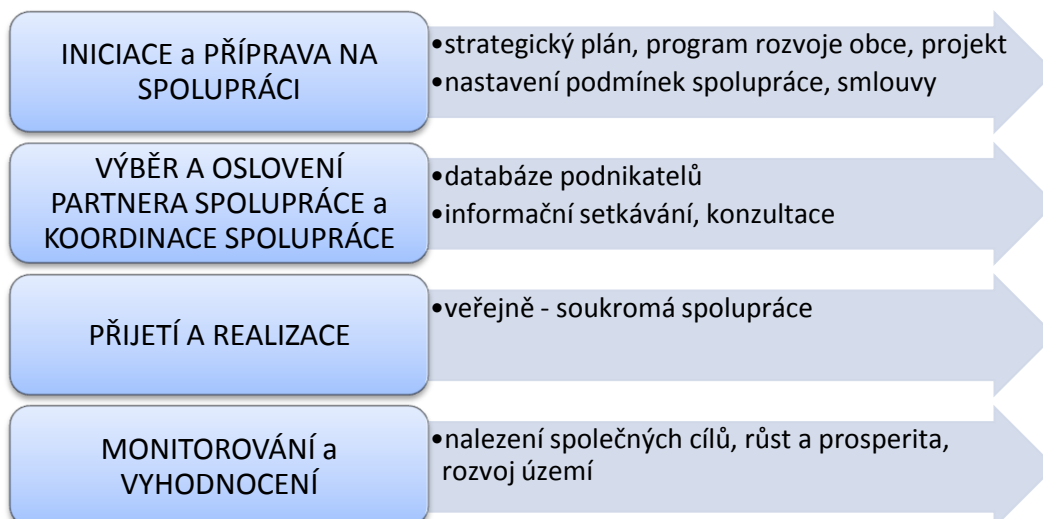 INICIACE a PŘÍPRAVA NA
SPOLUPRÁCI
•strategický plán, program rozvoje obce, projekt
•nastavení podmínek spolupráce, smlouvy
VÝBĚR A OSLOVENÍ
PARTNERA SPOLUPRÁCE a
KOORDINACE SPOLUPRÁCE
•databáze podnikatelů
•informační setkávání, konzultace
PŘIJETÍ A REALIZACE
•veřejně - soukromá spolupráce
MONITOROVÁNÍ a
VYHODNOCENÍ
•nalezení společných cílů, růst a prosperita,
rozvoj území